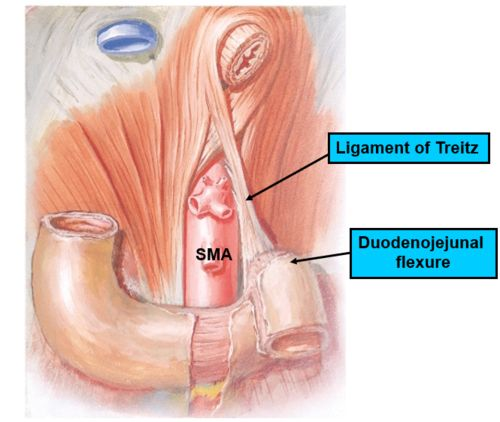 Ligament of Treitz
Duodenojejunal
flexure
SMA